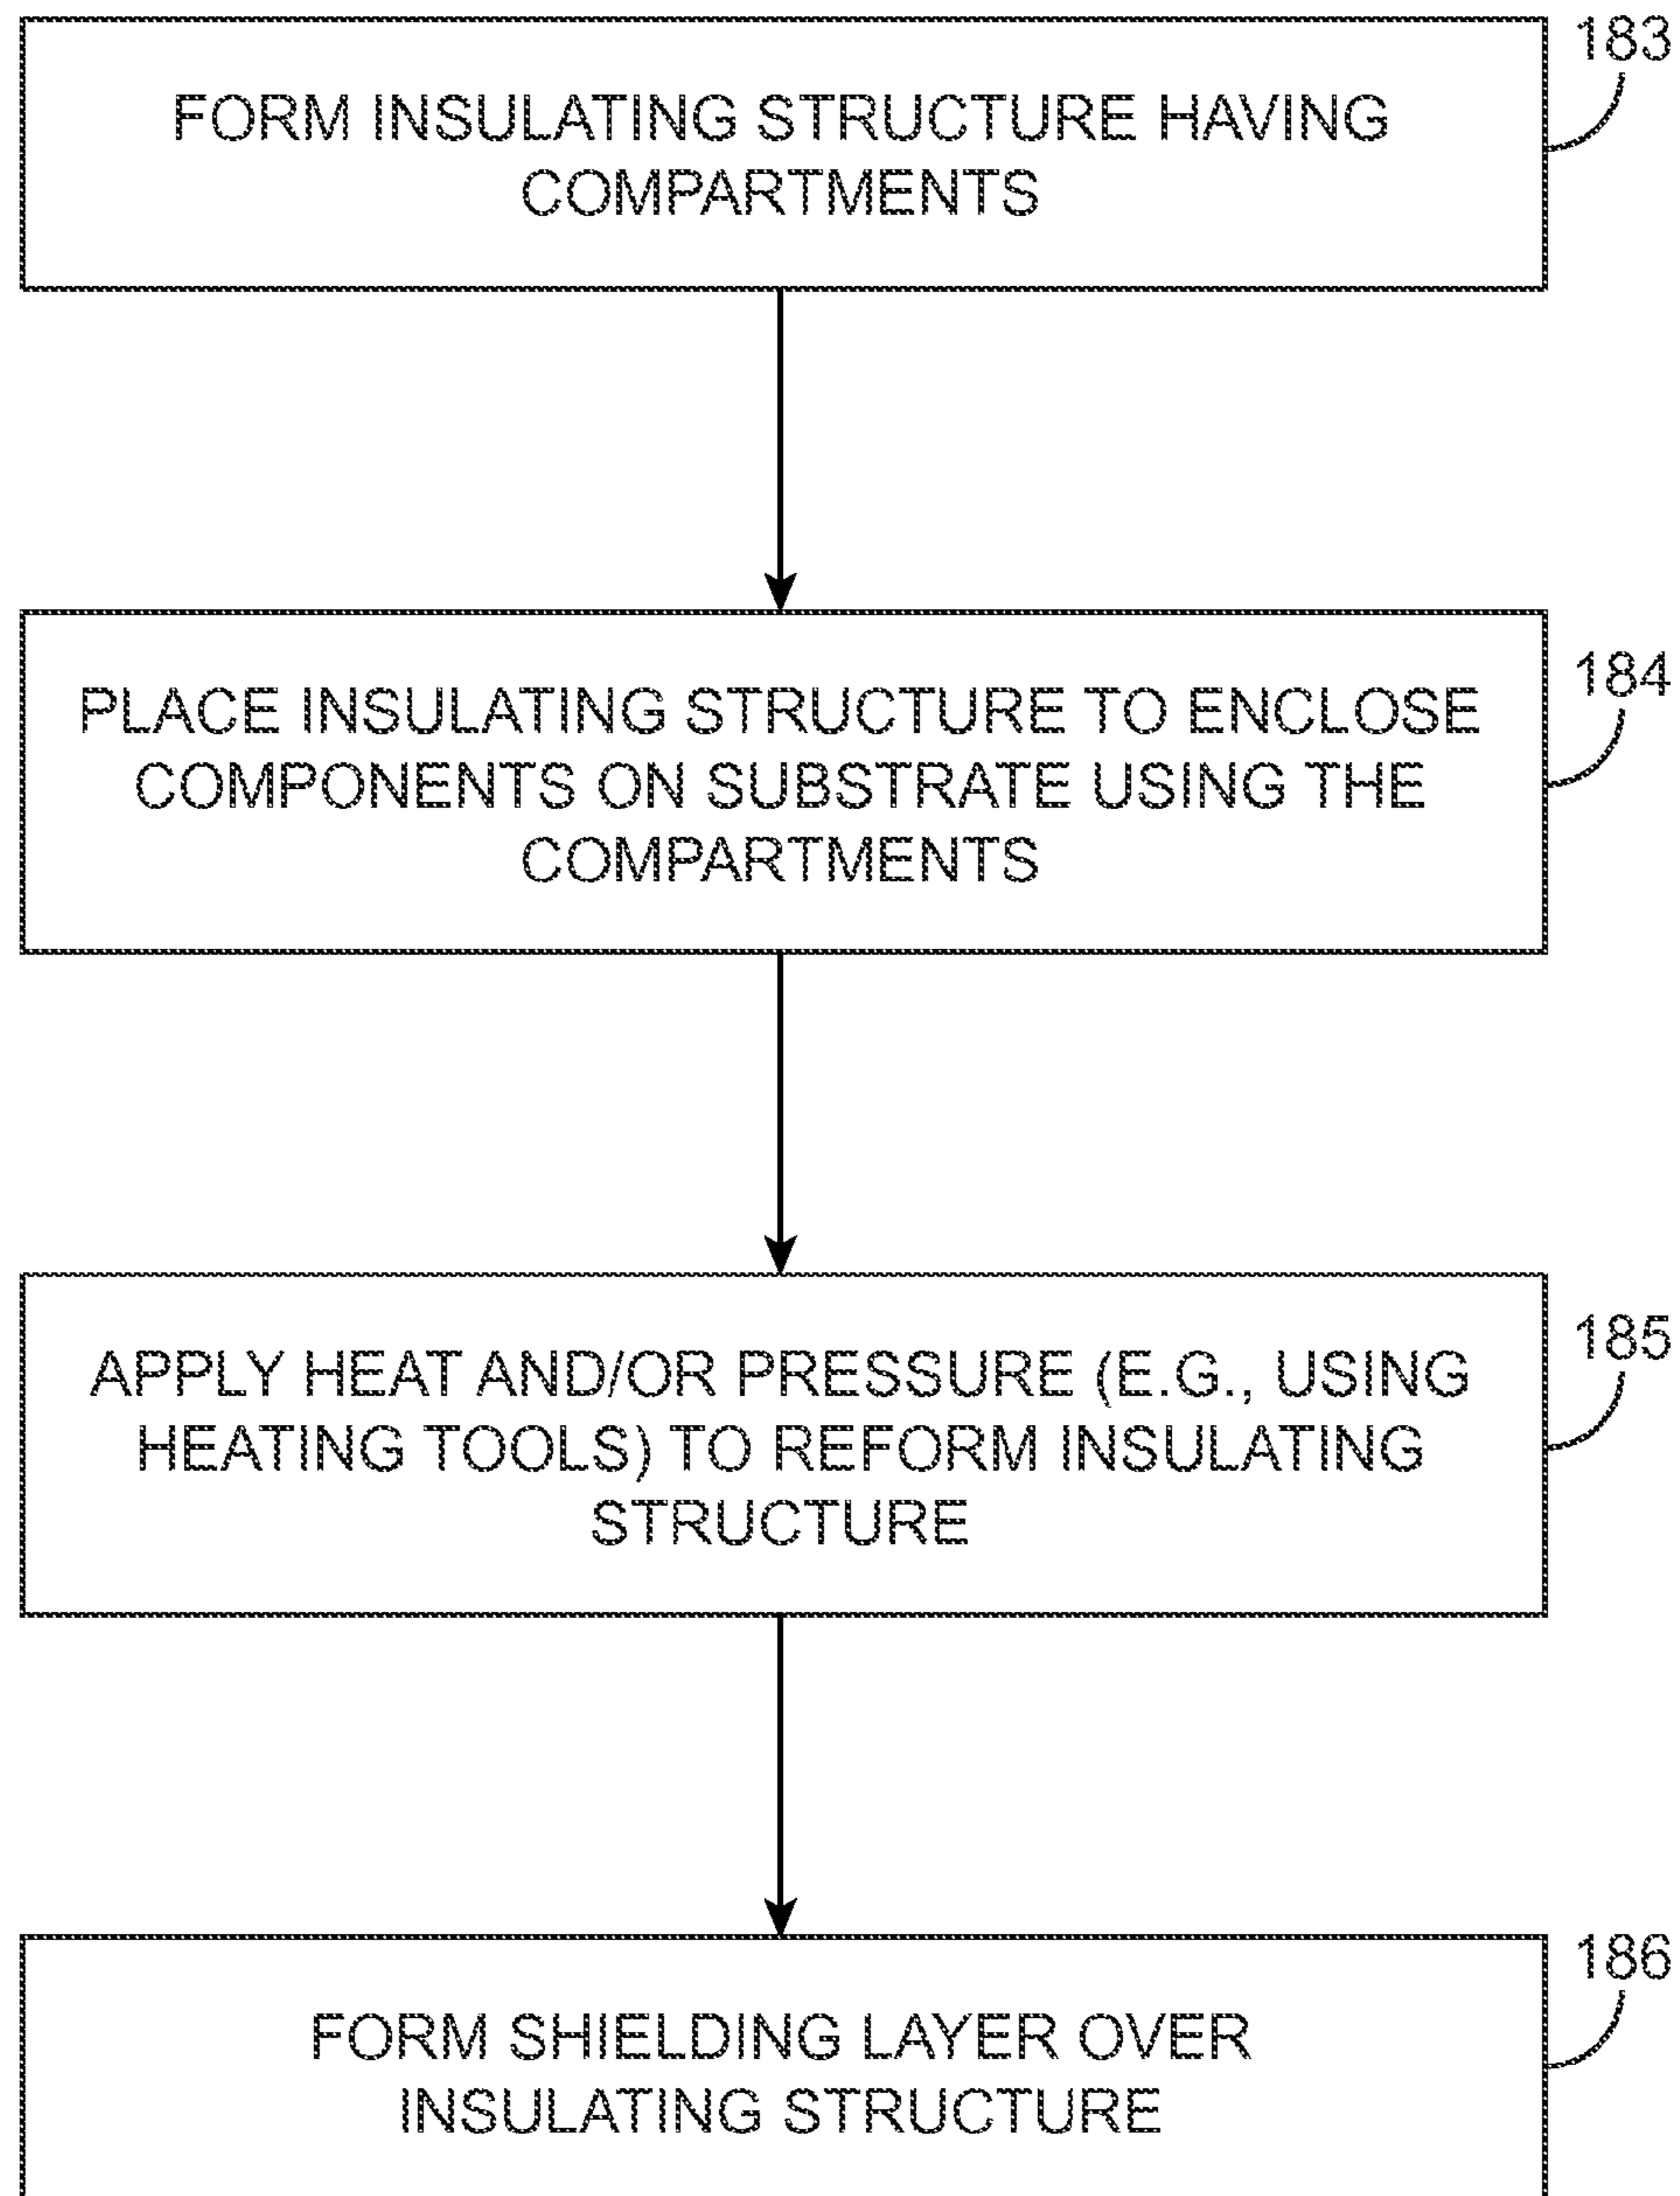 183
FORM INSULATING STRUCTURE HAVING
COMPARTMENTS
184
PLACE INSULATING STRUCTURE TO ENCLOSE
COMPONENTS ON SUBSTRATE USING THE
COMPARTMENTS
185
APPLY HEAT AND/OR PRESSURE (E.G., USING
HEATING TOOLS) TO REFORM INSULATING
STRUCTURE
186
FORM SHIELDING LAYER OVER
INSULATING STRUCTURE